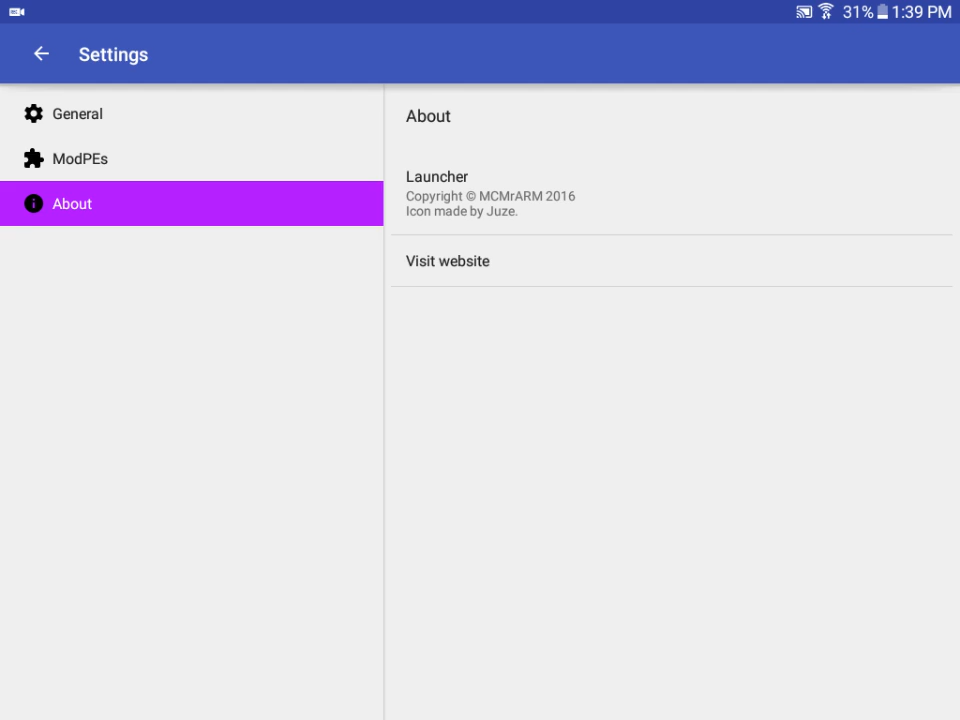 31% 1:39 PM
Settings
General
ModPEs
About
About
Launcher
Copyright © MCMrARM 2016
Icon made by Juze.
Visit website